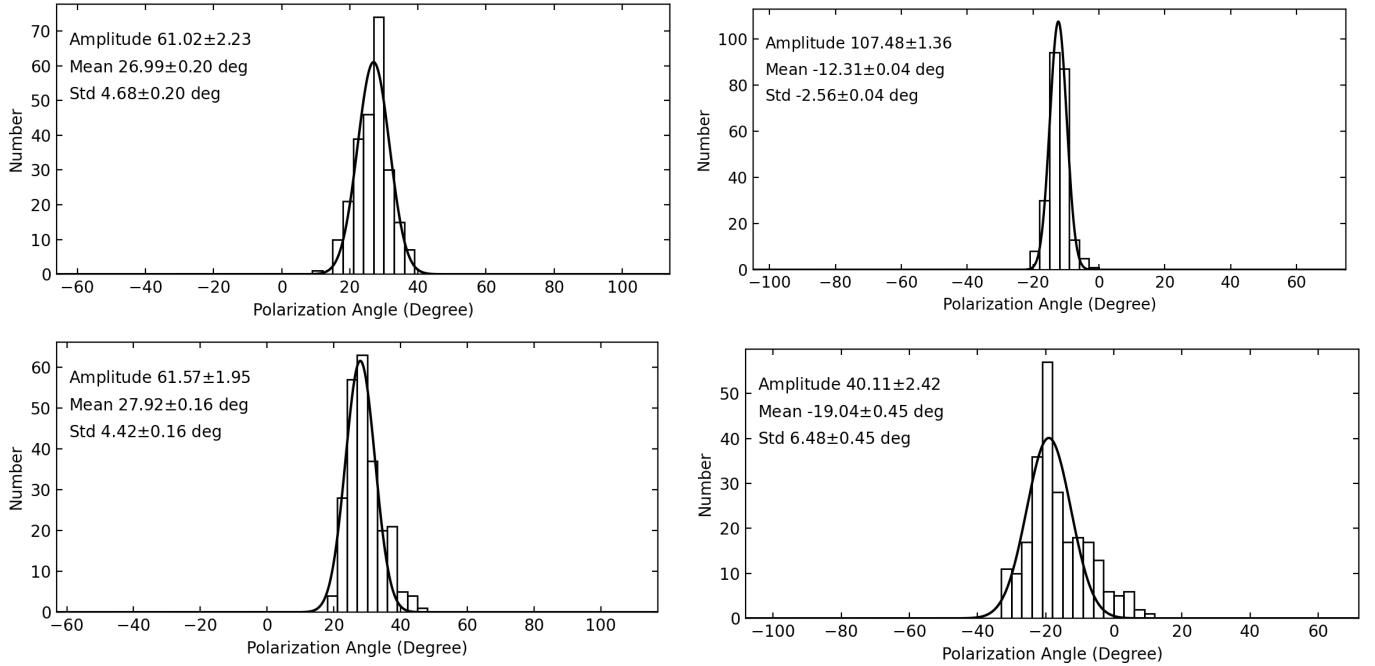 Amplitude 61.02±2.23
Mean 26.99±0.20 deg
Std 4.68±0.20 deg
Number
70
60
50
40
30
20
10
0
−60 −40 −20 0 20 40 60 80 100
Polarization Angle (Degree)
Amplitude 107.48±1.36
Mean -12.31±0.04 deg
Std -2.56±0.04 deg
Number
100
80
60
40
20
0
−100 −80 −60 −40 −20 0 20 40 60
Polarization Angle (Degree)
Amplitude 61.57±1.95
Mean 27.92±0.16 deg
Std 4.42±0.16 deg
Number
60
50
40
30
20
10
0
−60 −40 −20 0 20 40 60 80 100
Polarization Angle (Degree)
Amplitude 40.11±2.42
Mean -19.04±0.45 deg
Std 6.48±0.45 deg
Number
50
40
30
20
10
0
−100 −80 −60 −40 −20 0 20 40 60
Polarization Angle (Degree)